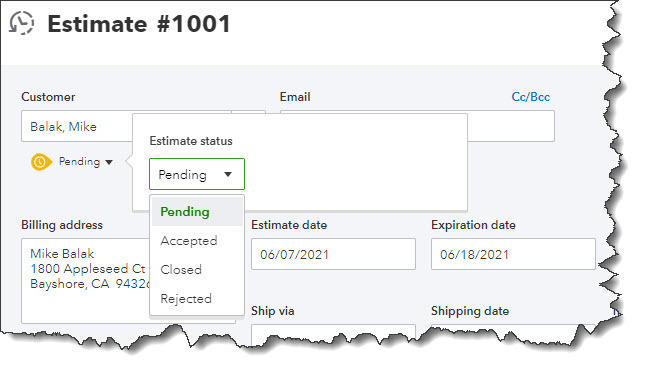 Estimate #1001
Customer
Email
Cc/Bcc
Balak, Mike
Pending
Estimate status
Pending
Pending
Accepted
Closed
Rejected
Billing address
Mike Balak
1800 Appleseed Ct
Bayshore, CA
Estimate date
06/07/2021
Expiration date
06/18/2021
Ship via
Shipping date